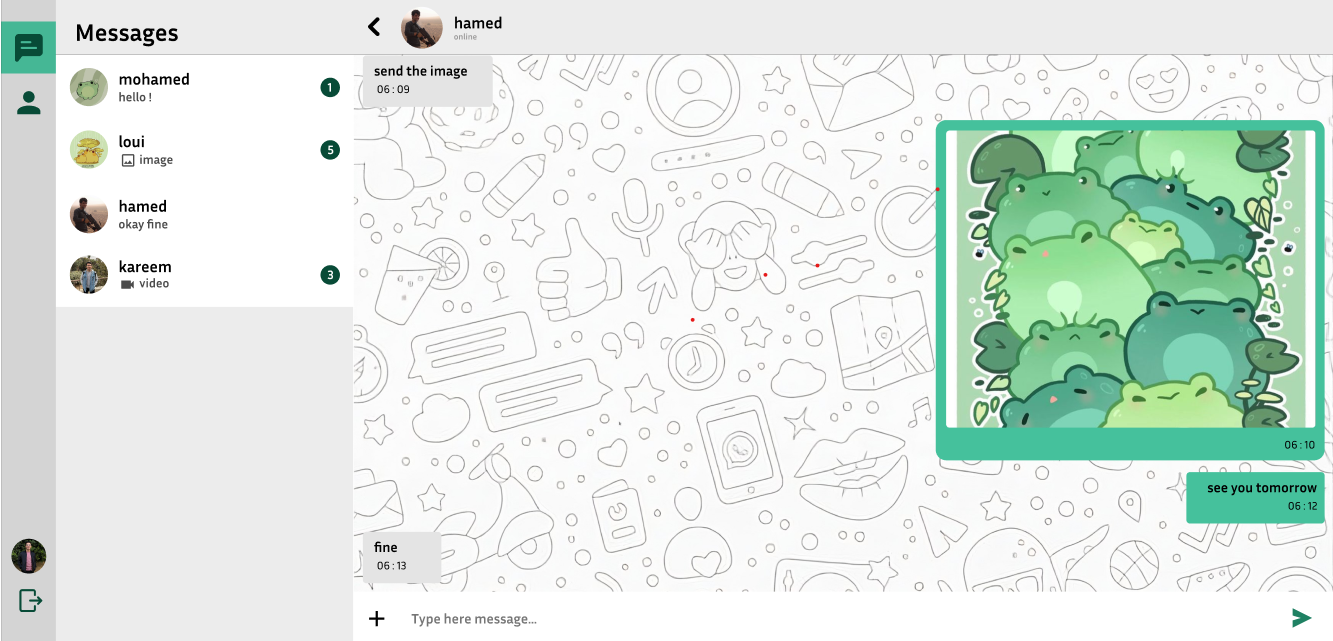 Messages
mohamed
hello !
1
loui
image
5
hamed
okay fine
kareem
video
3
hamed
online
send the image
06 : 09
06 : 10
see you tomorrow
06 : 12
fine
06 : 13
Type here message...